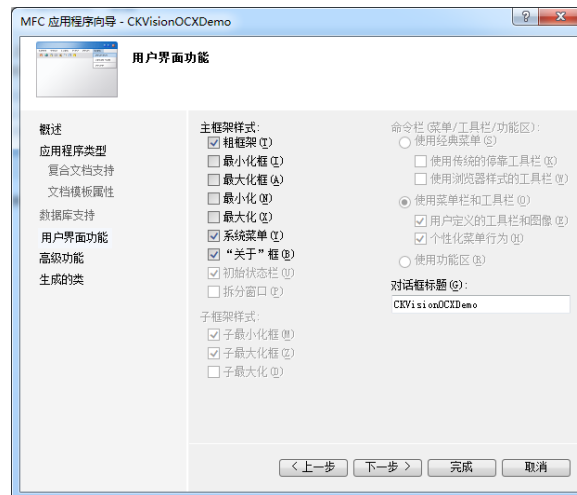 MFC 应用程序向导 - CKVisionOCXDemo
用户界面功能
概述
应用程序类型
复合文档支持
文档模板属性
数据库支持
用户界面功能
高级功能
生成的类
主框架样式:
粗框架(T)
最小化框(I)
最大化框(A)
最小化(M)
最大化(X)
系统菜单(Y)
“关于”框(B)
初始状态栏(U)
拆分窗口(P)
子框架样式:
子最小化框(M)
子最大化框(Z)
子最大化(D)
命令栏(菜单/工具栏/功能区):
使用经典菜单(S)
使用传统的停靠工具栏(K)
使用浏览器样式的工具栏(W)
使用菜单栏和工具栏(O)
用户定义的工具栏和图像(E)
个性化菜单行为(H)
使用功能区(R)
对话框标题(G):
CKVisionOCXDemo
< 上一步
下一步 >
完成
取消